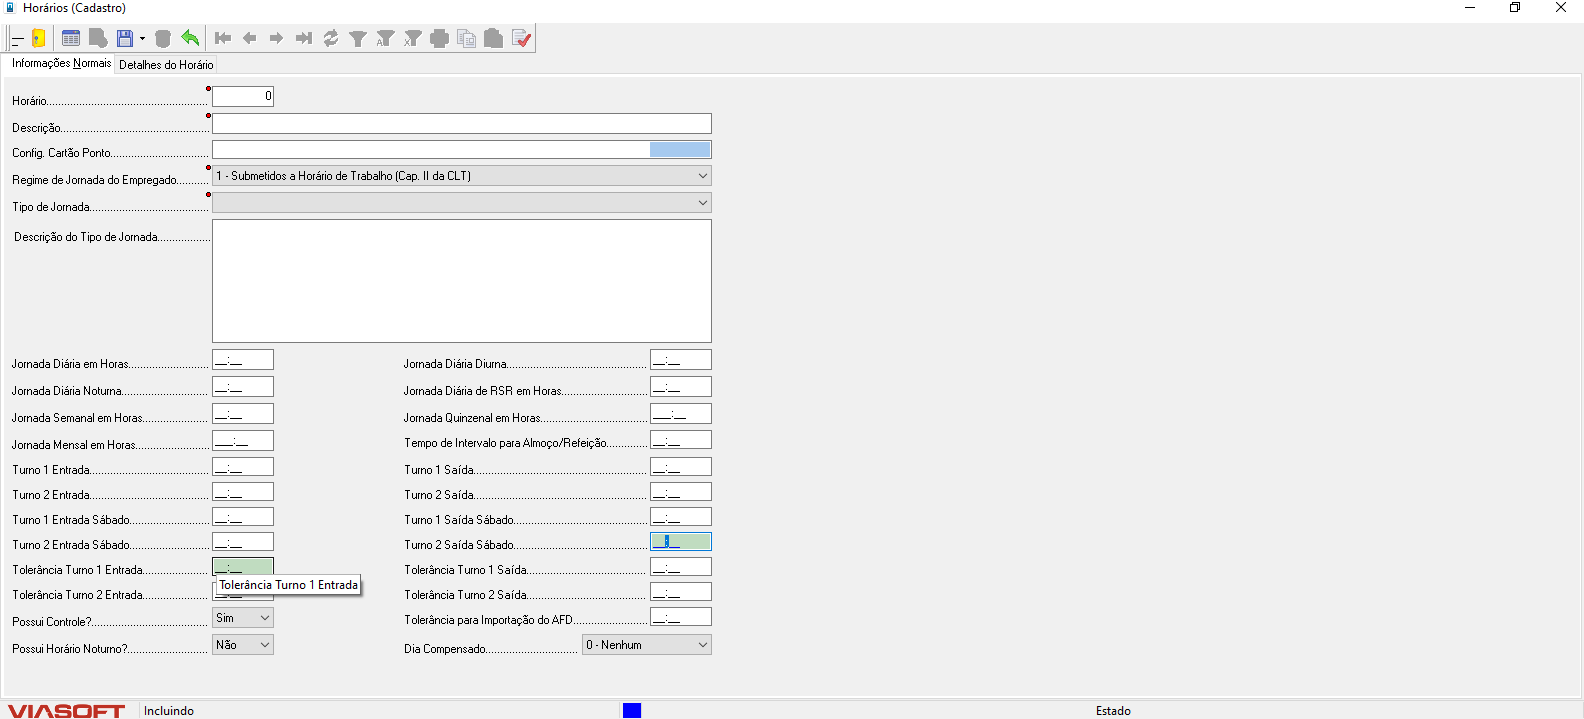 Horários (Cadastro)
Informações Normais
Detalhes do Horário
Horário
0
Descrição
Config. Cartão Ponto
Regime de Jornada do Empregado
1 - Submetidos a Horário de Trabalho (Cap. II da CLT)
Tipo de Jornada
Descrição do Tipo de Jornada
Jornada Diária em Horas
__:__
Jornada Diária Diurna
__:__
Jornada Diária Noturna
__:__
Jornada Diária de RSR em Horas
__:__
Jornada Semanal em Horas
__:__
Jornada Quinzenal em Horas
___:__
Jornada Mensal em Horas
___:__
Tempo de Intervalo para Almoço/Refeição
__:__
Turno 1 Entrada
__:__
Turno 1 Saída
__:__
Turno 2 Entrada
__:__
Turno 2 Saída
__:__
Turno 1 Entrada Sábado
__:__
Turno 1 Saída Sábado
__:__
Turno 2 Entrada Sábado
__:__
Turno 2 Saída Sábado
__:__
Tolerância Turno 1 Entrada
__:__
Tolerância Turno 1 Entrada
Tolerância Turno 1 Saída
__:__
Tolerância Turno 2 Entrada
Tolerância Turno 2 Saída
__:__
Possui Controle?
Sim
Tolerância para Importação do AFD
__:__
Possui Horário Noturno?
Não
Dia Compensado
0 - Nenhum
VIASOFT
Incluindo
Estado